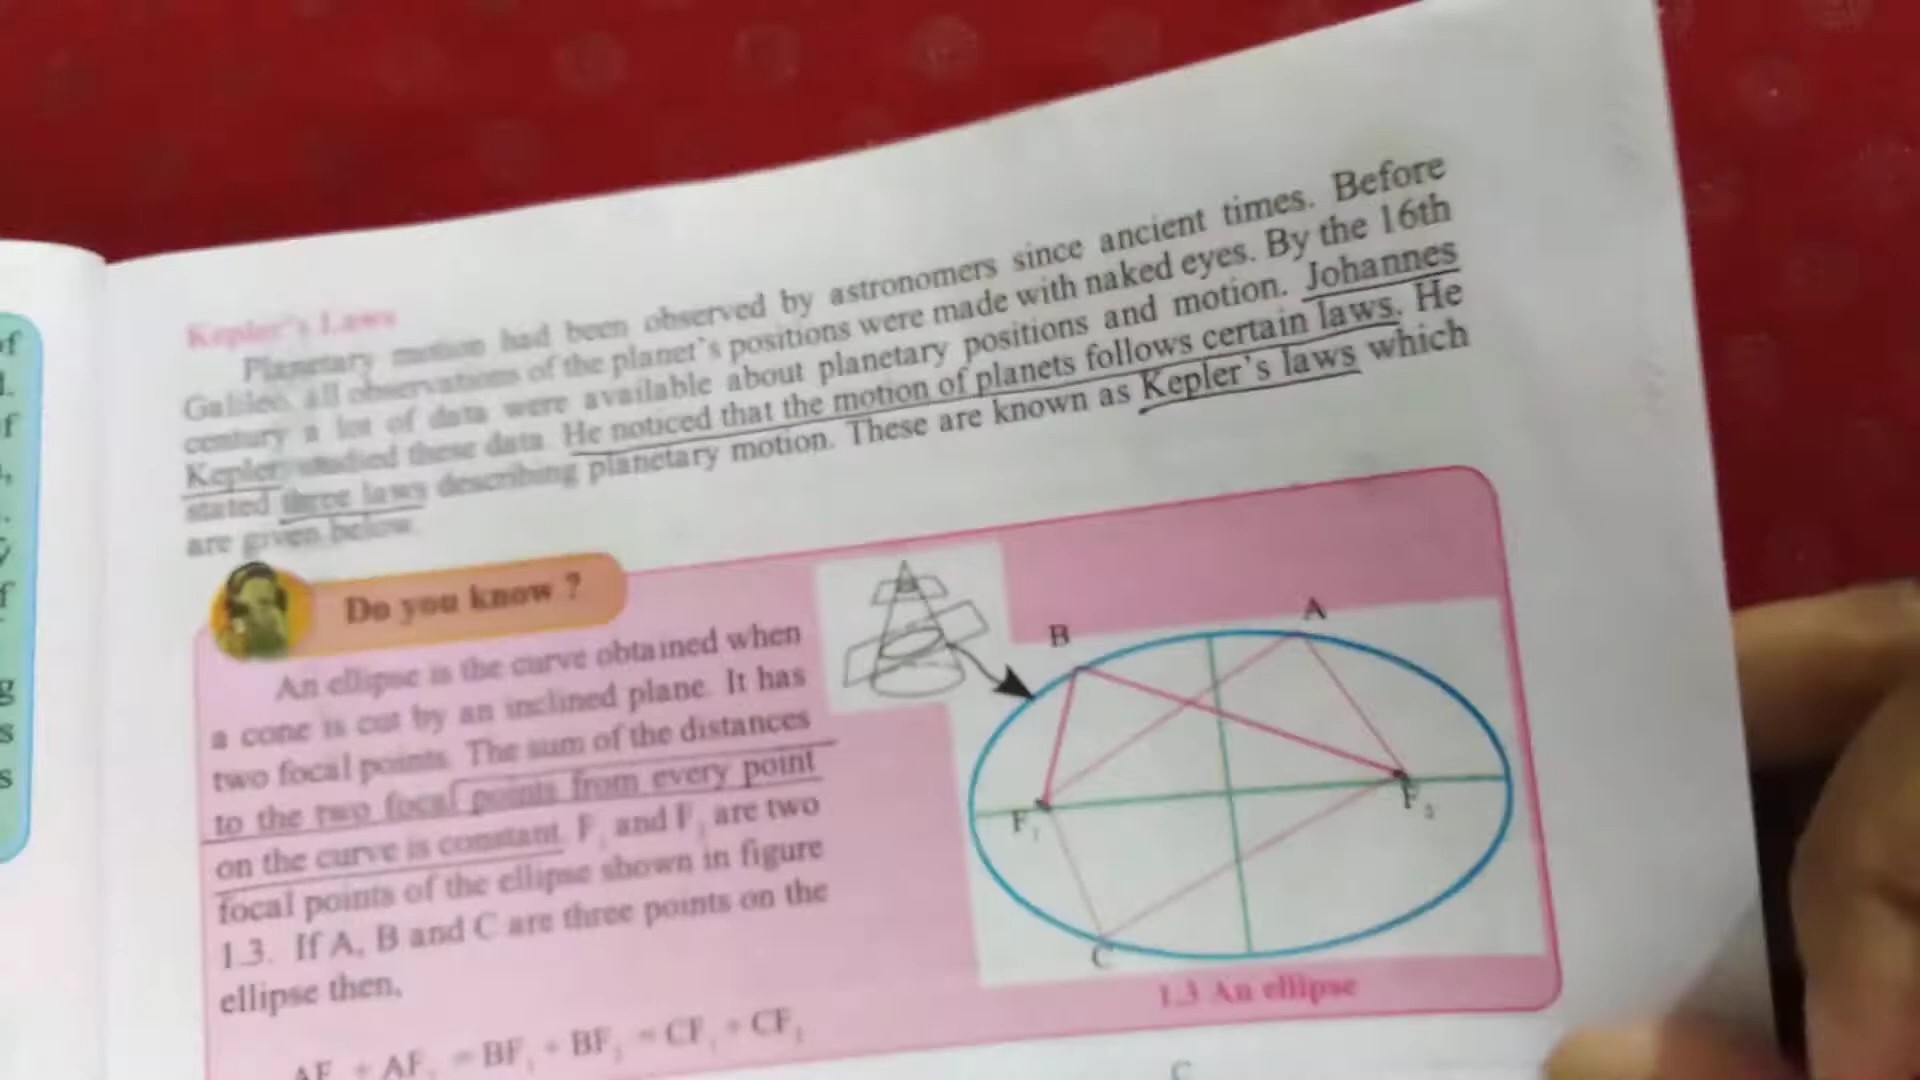 Kepler's Laws
Planetary motion had been observed by astronomers since ancient times. Before
Galileo, all observations of the planet's positions were made with naked eyes. By the 16th
century a lot of data were available about planetary positions and motion. Johannes
Kepler, studied these data. He noticed that the motion of planets follows certain laws. He
stated three laws describing planetary motion. These are known as Kepler's laws which
are given below.
Do you know ?
An ellipse is the curve obtained when
a cone is cut by an inclined plane. It has
two focal points. The sum of the distances
to the two focal points from every point
on the curve is constant. F₁ and F₂ are two
focal points of the ellipse shown in figure
1.3. If A, B and C are three points on the
ellipse then,
AF₁ + AF₂ = BF₁ + BF₂ = CF₁ + CF₂
B
A
F₁
F₂
C
1.3 An ellipse
C
f
f
,
.
f
g
s
s